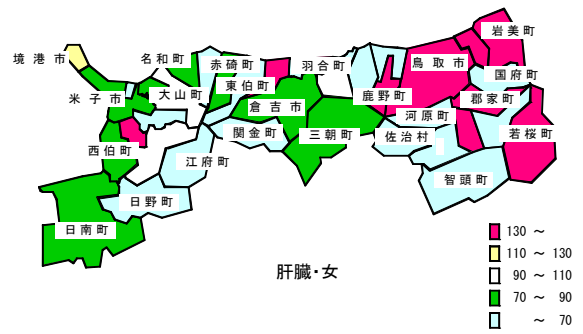 岩美町
境港市
名和町
赤碕町
羽合町
鳥取市
国府町
米子市
大山町
東伯町
鹿野町
郡家町
倉吉市
河原町
関金町
三朝町
佐治村
若桜町
西伯町
江府町
智頭町
日野町
日南町
肝臓・女
130 ～
110 ～ 130
90 ～ 110
70 ～ 90
～ 70